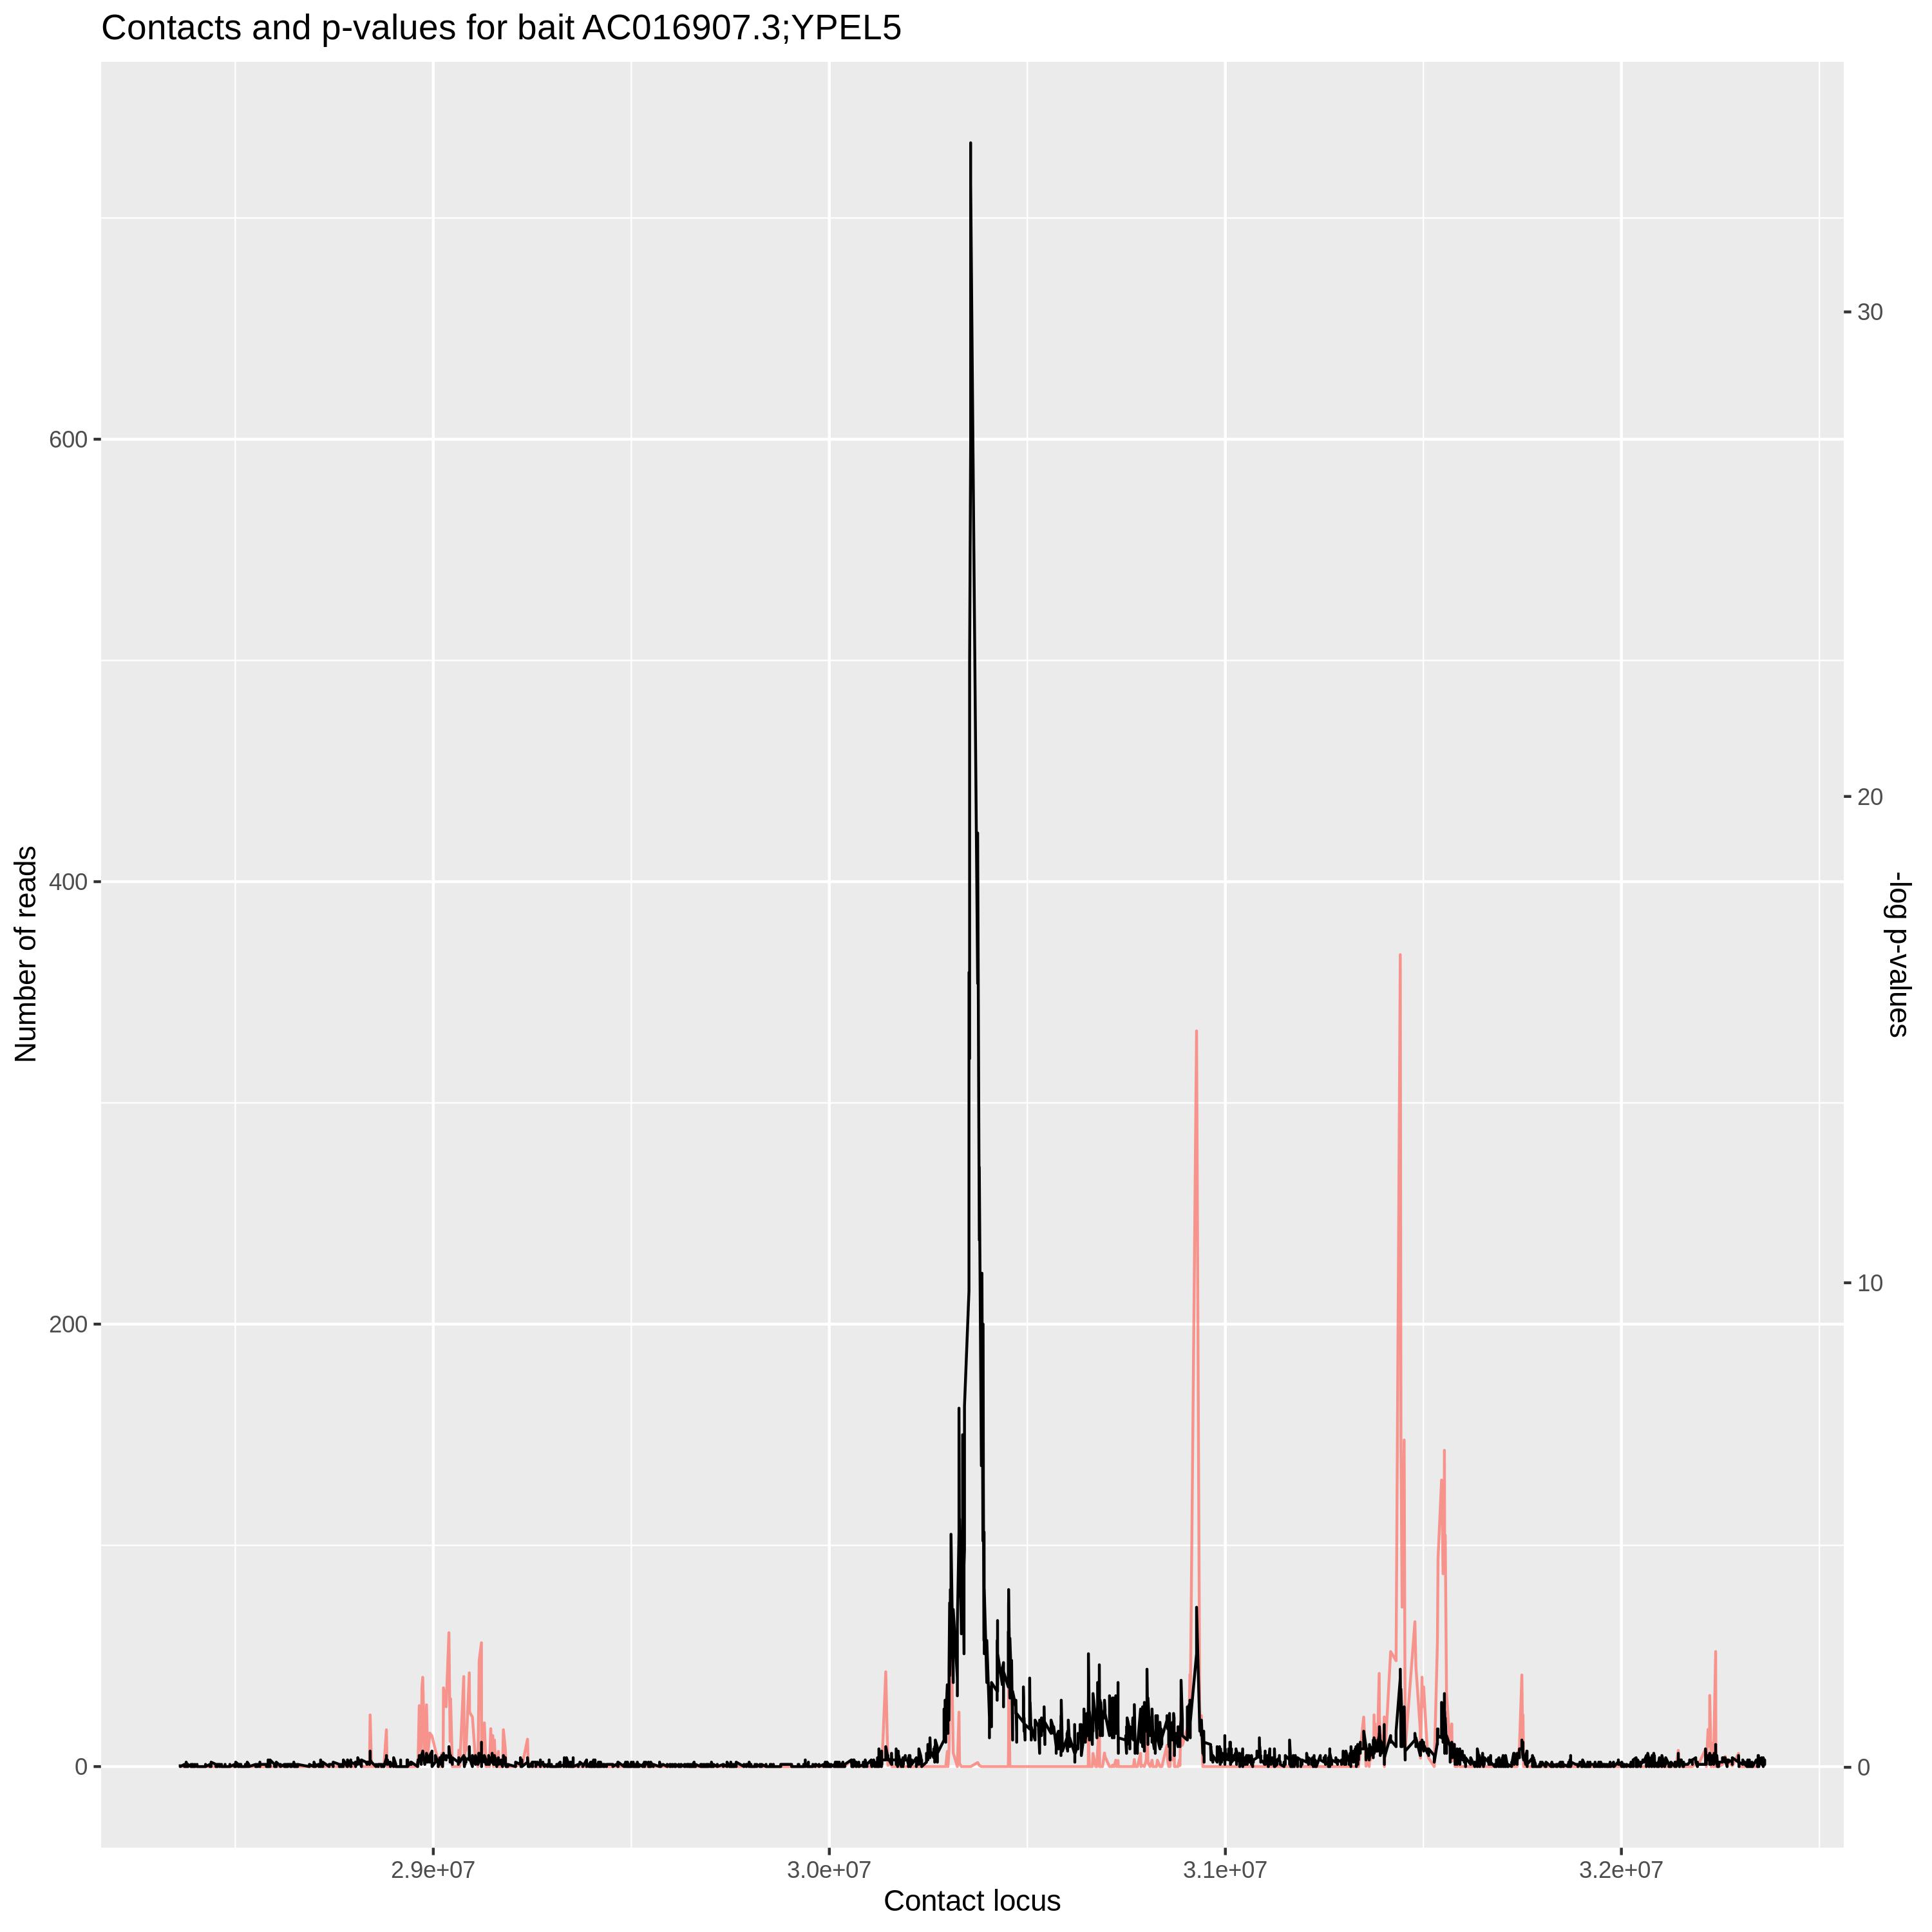 Contacts and p-values for bait AC016907.3;YPEL5
Number of reads
600
400
200
0
30
20
10
0
-log p-values
2.9e+07
3.0e+07
3.1e+07
3.2e+07
Contact locus